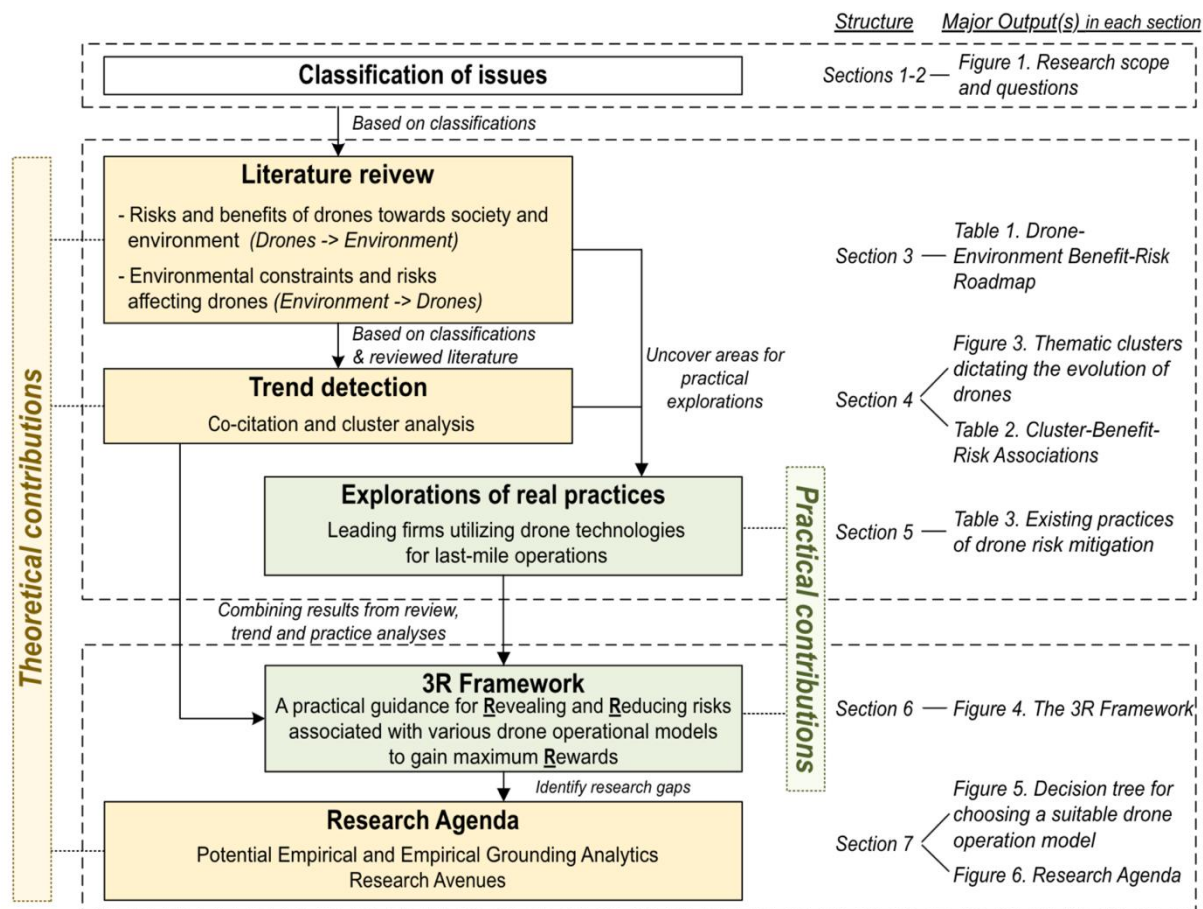 Structure
Major Output(s) in each section
Classification of issues
Sections 1-2
Figure 1. Research scope
and questions
Based on classifications
Literature reivew
- Risks and benefits of drones towards society and
environment (Drones -> Environment)
- Environmental constraints and risks
affecting drones (Environment -> Drones)
Section 3
Table 1. Drone-
Environment Benefit-Risk
Roadmap
Based on classifications
& reviewed literature
Uncover areas for
practical
explorations
Trend detection
Co-citation and cluster analysis
Section 4
Figure 3. Thematic clusters
dictating the evolution of
drones
Table 2. Cluster-Benefit-
Risk Associations
Explorations of real practices
Leading firms utilizing drone technologies
for last-mile operations
Section 5
Table 3. Existing practices
of drone risk mitigation
Theoretical contributions
Practical contributions
Combining results from review,
trend and practice analyses
3R Framework
A practical guidance for Revealing and Reducing risks
associated with various drone operational models
to gain maximum Rewards
Section 6
Figure 4. The 3R Framework
Identify research gaps
Research Agenda
Potential Empirical and Empirical Grounding Analytics
Research Avenues
Section 7
Figure 5. Decision tree for
choosing a suitable drone
operation model
Figure 6. Research Agenda